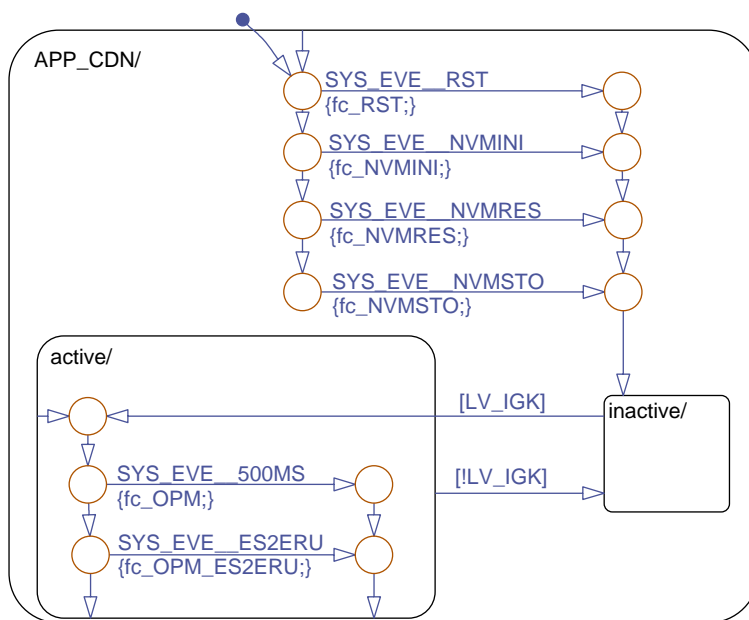 APP_CDN/
SYS_EVE__RST
{fc_RST;}
SYS_EVE__NVMINI
{fc_NVMINI;}
SYS_EVE__NVMRES
{fc_NVMRES;}
SYS_EVE__NVMSTO
{fc_NVMSTO;}
active/
[LV_IGK]
inactive/
SYS_EVE__500MS
{fc_OPM;}
[!LV_IGK]
SYS_EVE__ES2ERU
{fc_OPM_ES2ERU;}